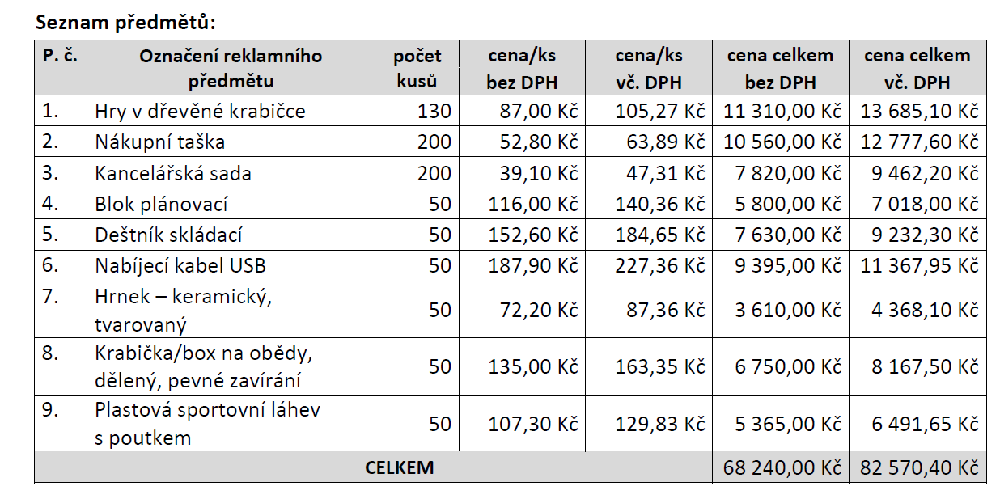 Seznam předmětů:
P. č. Označení reklamního předmětu počet kusů cena/ks bez DPH cena/ks vč. DPH cena celkem bez DPH cena celkem vč. DPH
1. Hry v dřevěné krabičce 130 87,00 Kč 105,27 Kč 11 310,00 Kč 13 685,10 Kč
2. Nákupní taška 200 52,80 Kč 63,89 Kč 10 560,00 Kč 12 777,60 Kč
3. Kancelářská sada 200 39,10 Kč 47,31 Kč 7 820,00 Kč 9 462,20 Kč
4. Blok plánovací 50 116,00 Kč 140,36 Kč 5 800,00 Kč 7 018,00 Kč
5. Deštník skládací 50 152,60 Kč 184,65 Kč 7 630,00 Kč 9 232,30 Kč
6. Nabíjecí kabel USB 50 187,90 Kč 227,36 Kč 9 395,00 Kč 11 367,95 Kč
7. Hrnek – keramický,
tvarovaný 50 72,20 Kč 87,36 Kč 3 610,00 Kč 4 368,10 Kč
8. Krabička/box na obědy,
dělený, pevné zavírání 50 135,00 Kč 163,35 Kč 6 750,00 Kč 8 167,50 Kč
9. Plastová sportovní láhev
s poutkem 50 107,30 Kč 129,83 Kč 5 365,00 Kč 6 491,65 Kč
CELKEM 68 240,00 Kč 82 570,40 Kč